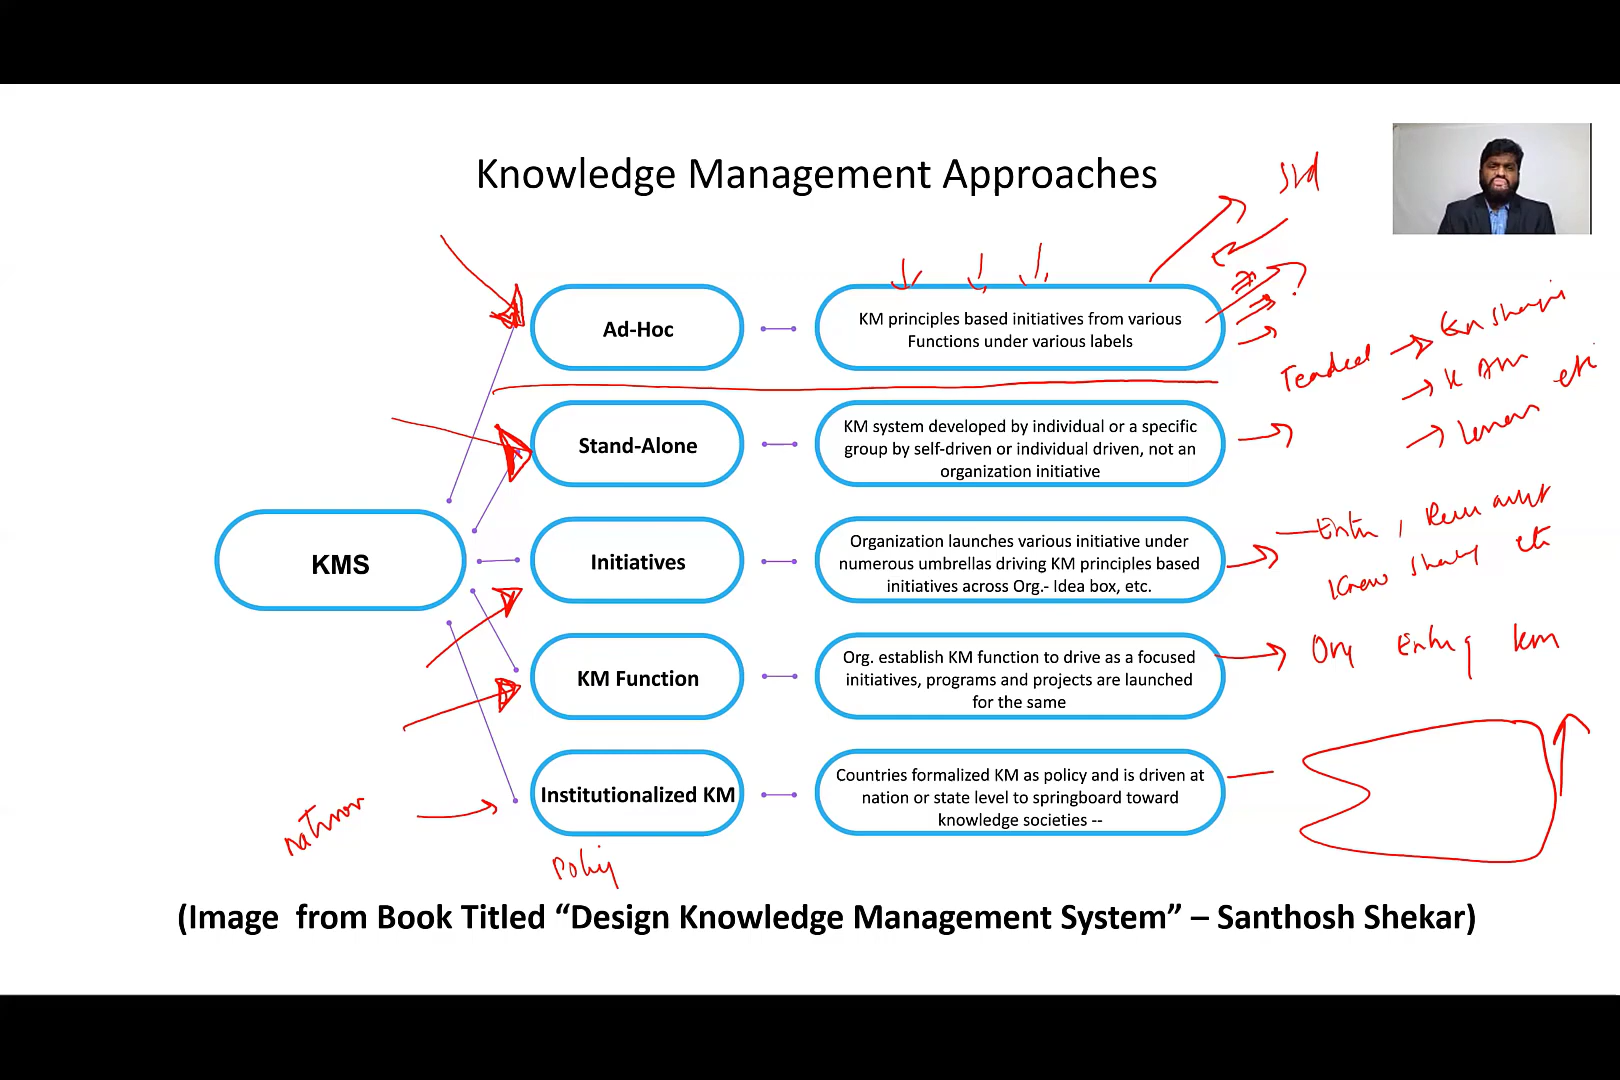 Knowledge Management Approaches
Std
Ad-Hoc
KM principles based initiatives from various
Functions under various labels
?
Stand-Alone
KM system developed by individual or a specific
group by self-driven or individual driven, not an
organization initiative
KMS
Initiatives
Organization launches various initiative under
numerous umbrellas driving KM principles based
initiatives across Org.- Idea box, etc.
etc
KM Function
Org. establish KM function to drive as a focused
initiatives, programs and projects are launched
for the same
Org km
Institutionalized KM
Countries formalized KM as policy and is driven at
nation or state level to springboard toward
knowledge societies --
Policy
(Image from Book Titled “Design Knowledge Management System” – Santhosh Shekar)